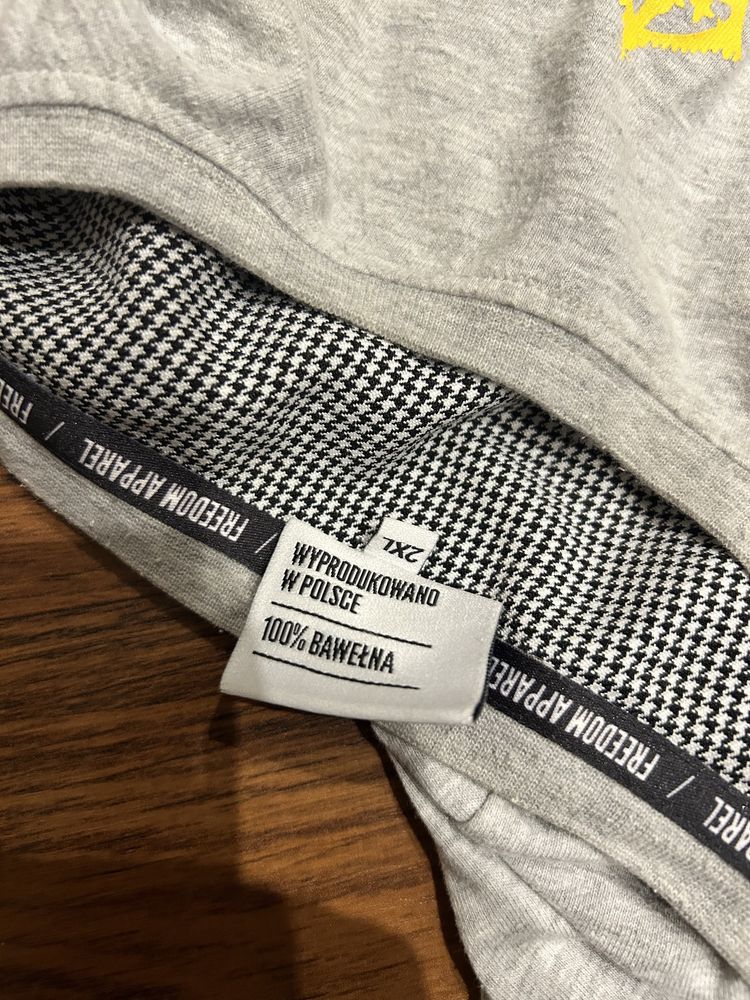 FREEDOM APPAREL /
2XL
WYPRODUKOWANO
W POLSCE
100% BAWEŁNA
FREEDOM APPAREL /